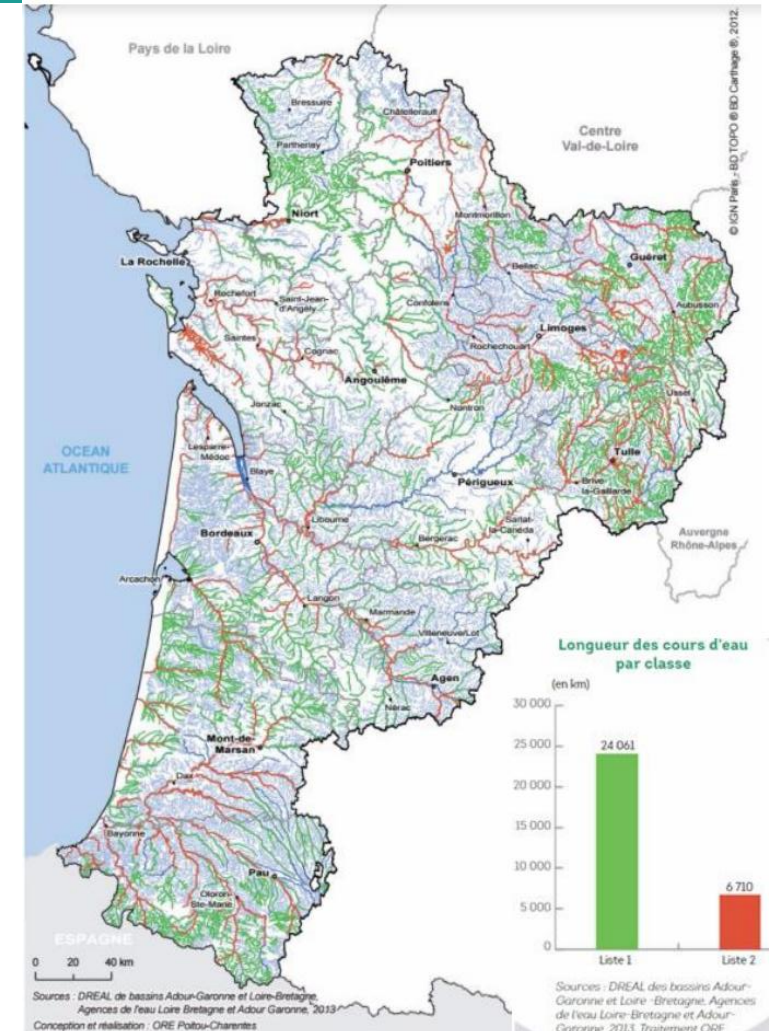 Pays de la Loire
© IGN Paris - BD TOPO ® BD Carthage ®, 2012.
Bressuire
Châtellerault
Centre
Val-de-Loire
Parthenay
Poitiers
Niort
Montmorillon
La Rochelle
Guéret
Bellac
Rochefort
Saint-Jean-
d'Angély
Confolens
Aubusson
Limoges
Saintes
Cognac
Rochechouart
Angoulême
Ussel
Jonzac
Nontron
OCEAN
ATLANTIQUE
Lesparre-
Médoc
Tulle
Blaye
Périgueux
Brive-
la-Gaillarde
Libourne
Sarlat-
la-Canéda
Bordeaux
Bergerac
Auvergne
Rhône-Alpes
Arcachon
Langon
Marmande
Villeneuve/Lot
Agen
Nérac
Mont-de-
Marsan
Dax
Bayonne
Pau
Oloron-
Ste-Marie
ESPAGNE
0 20 40 km
Sources : DREAL de bassins Adour-Garonne et Loire-Bretagne,
Agences de l'eau Loire Bretagne et Adour Garonne, 2013
Conception et réalisation : ORE Poitou-Charentes
Longueur des cours d'eau
par classe
(en km)
30 000
25 000
20 000
15 000
10 000
5 000
0
24 061
6 710
Liste 1
Liste 2
Sources : DREAL des bassins Adour-
Garonne et Loire -Bretagne, Agences
de l'eau Loire-Bretagne et Adour-
Garonne, 2013. Traitement ORE